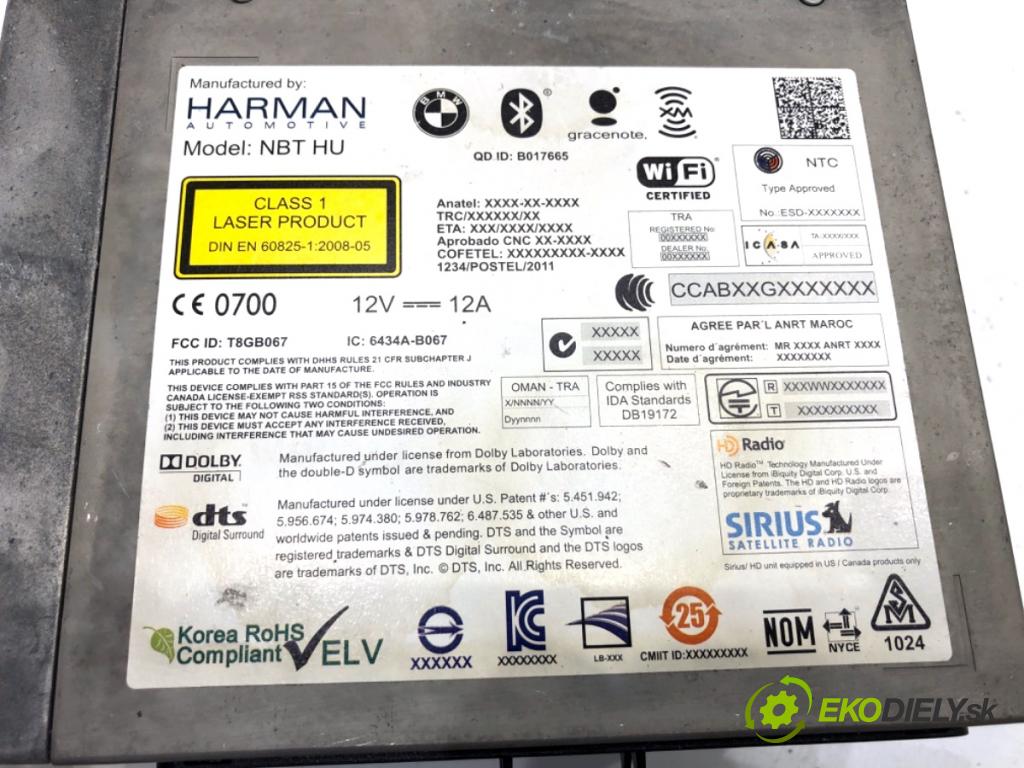 Manufactured by:
HARMAN
AUTOMOTIVE
Model: NBT HU
BMW
®
gracenote.
XM
QD ID: B017665
Wi Fi
CERTIFIED
NTC
Type Approved
No.:ESD-XXXXXXX
CLASS 1
LASER PRODUCT
DIN EN 60825-1:2008-05
Anatel: XXXX-XX-XXXX
TRC/XXXXXX/XX
ETA: XXX/XXXX/XXXX
Aprobado CNC XX-XXXX
COFETEL: XXXXXXXXX-XXXX
1234/POSTEL/2011
TRA
REGISTERED No:
00XXXXXX
DEALER No.
00XXXXXX
ICASA
TA-XXXX/XXX
APPROVED
CCABXXGXXXXXXX
CE 0700
12V 12A
FCC ID: T8GB067
IC: 6434A-B067
XXXXX
XXXXX
AGREE PAR'L ANRT MAROC
Numero d'agrément: MR XXXX ANRT XXXX
Date d'agrément: XXXXXXXX
THIS PRODUCT COMPLIES WITH DHHS RULES 21 CFR SUBCHAPTER J
APPLICABLE TO THE DATE OF MANUFACTURE.
THIS DEVICE COMPLIES WITH PART 15 OF THE FCC RULES AND INDUSTRY
CANADA LICENSE-EXEMPT RSS STANDARD(S). OPERATION IS
SUBJECT TO THE FOLLOWING TWO CONDITIONS:
(1) THIS DEVICE MAY NOT CAUSE HARMFUL INTERFERENCE, AND
(2) THIS DEVICE MUST ACCEPT ANY INTERFERENCE RECEIVED,
INCLUDING INTERFERENCE THAT MAY CAUSE UNDESIRED OPERATION.
OMAN - TRA
X/NNNN/YY
Dyynnnn
Complies with
IDA Standards
DB19172
R XXXWWXXXXXXX
T XXXXXXXXXX
DOLBY
DIGITAL
Manufactured under license from Dolby Laboratories. Dolby and
the double-D symbol are trademarks of Dolby Laboratories.
HD Radio
HD Radio™ Technology Manufactured Under
License from iBiquity Digital Corp. U.S. and
Foreign Patents. The HD and HD Radio logos are
proprietary trademarks of iBiquity Digital Corp.
dts
Digital Surround
Manufactured under license under U.S. Patent #´s: 5.451.942;
5.956.674; 5.974.380; 5.978.762; 6.487.535 & other U.S. and
worldwide patents issued & pending. DTS and the Symbol are
registered trademarks & DTS Digital Surround and the DTS logos
are trademarks of DTS, Inc. © DTS, Inc. All Rights Reserved.
SIRIUS
SATELLITE RADIO
Sirius/ HD unit equipped in US / Canada products only
Korea RoHS
Compliant
ELV
XXXXXX
XXXXXXXX
LB-XXX
25
CMIIT ID:XXXXXXXXX
NOM
NYCE
1024
EKODIELY.sk